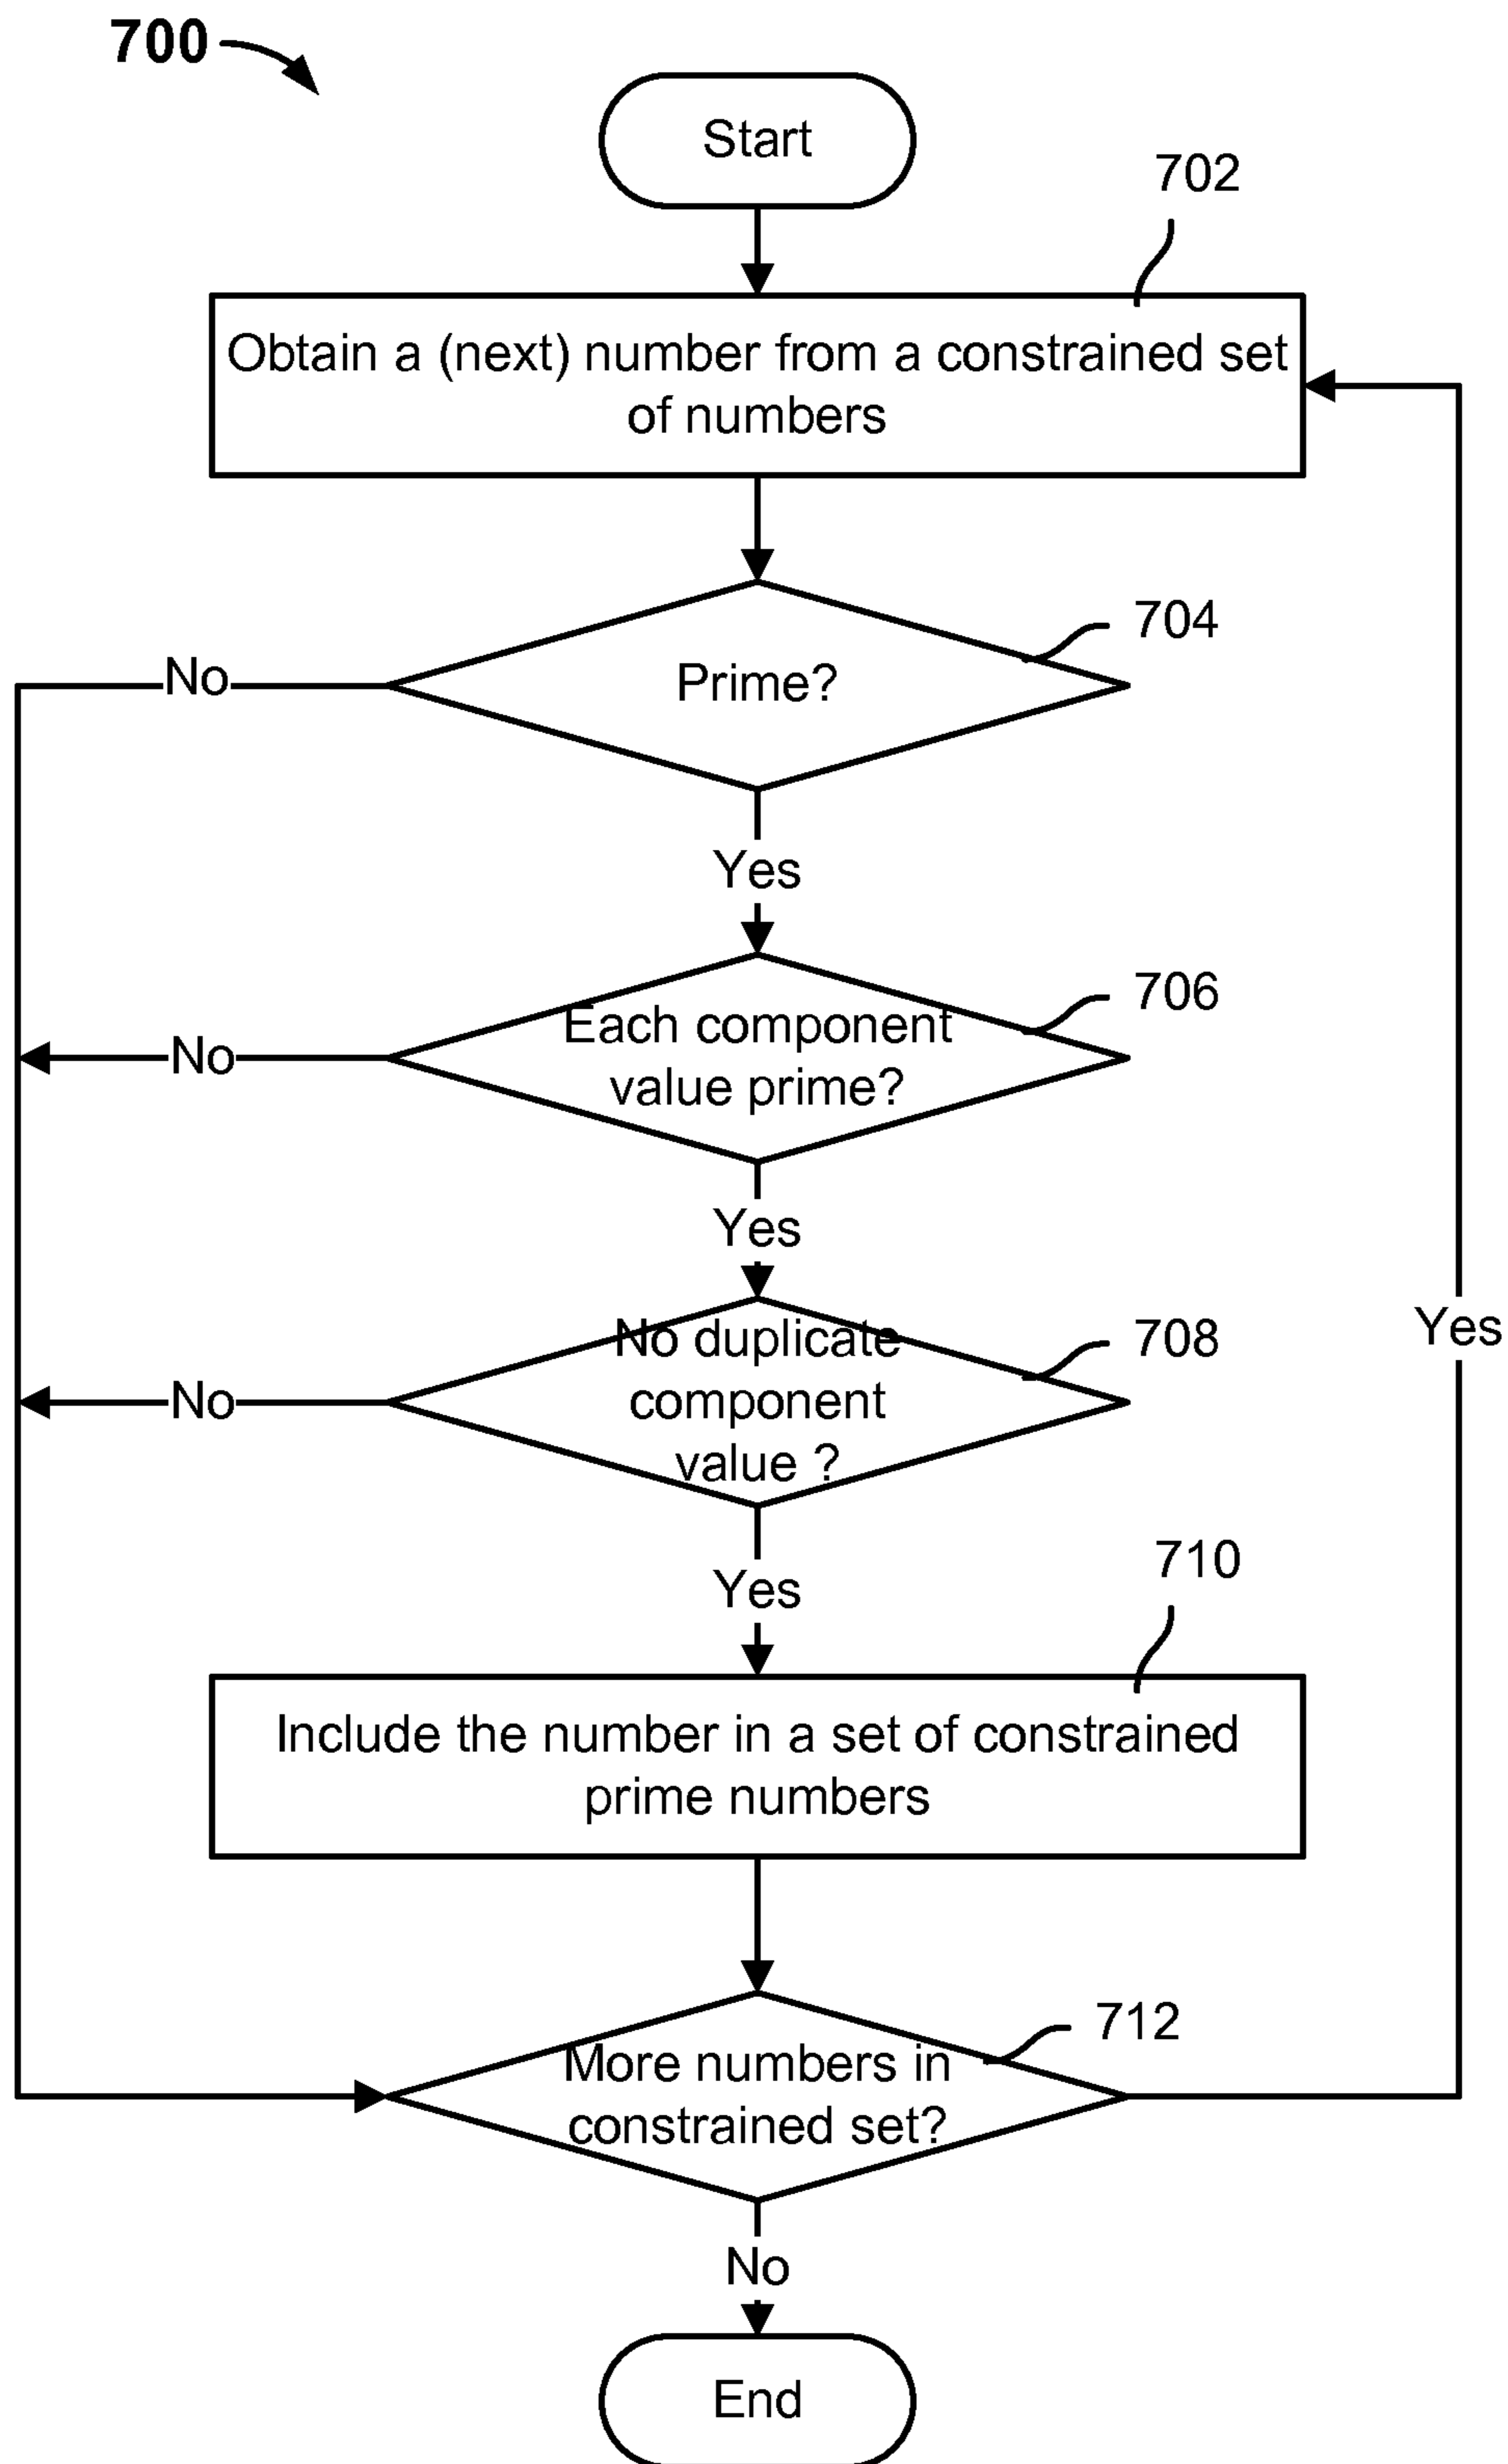 700
Start
702
Obtain a (next) number from a constrained set
of numbers
704
Prime?
No
Yes
706
Each component
value prime?
No
Yes
708
No duplicate
component
value ?
No
Yes
Yes
710
Include the number in a set of constrained
prime numbers
712
More numbers in
constrained set?
No
End